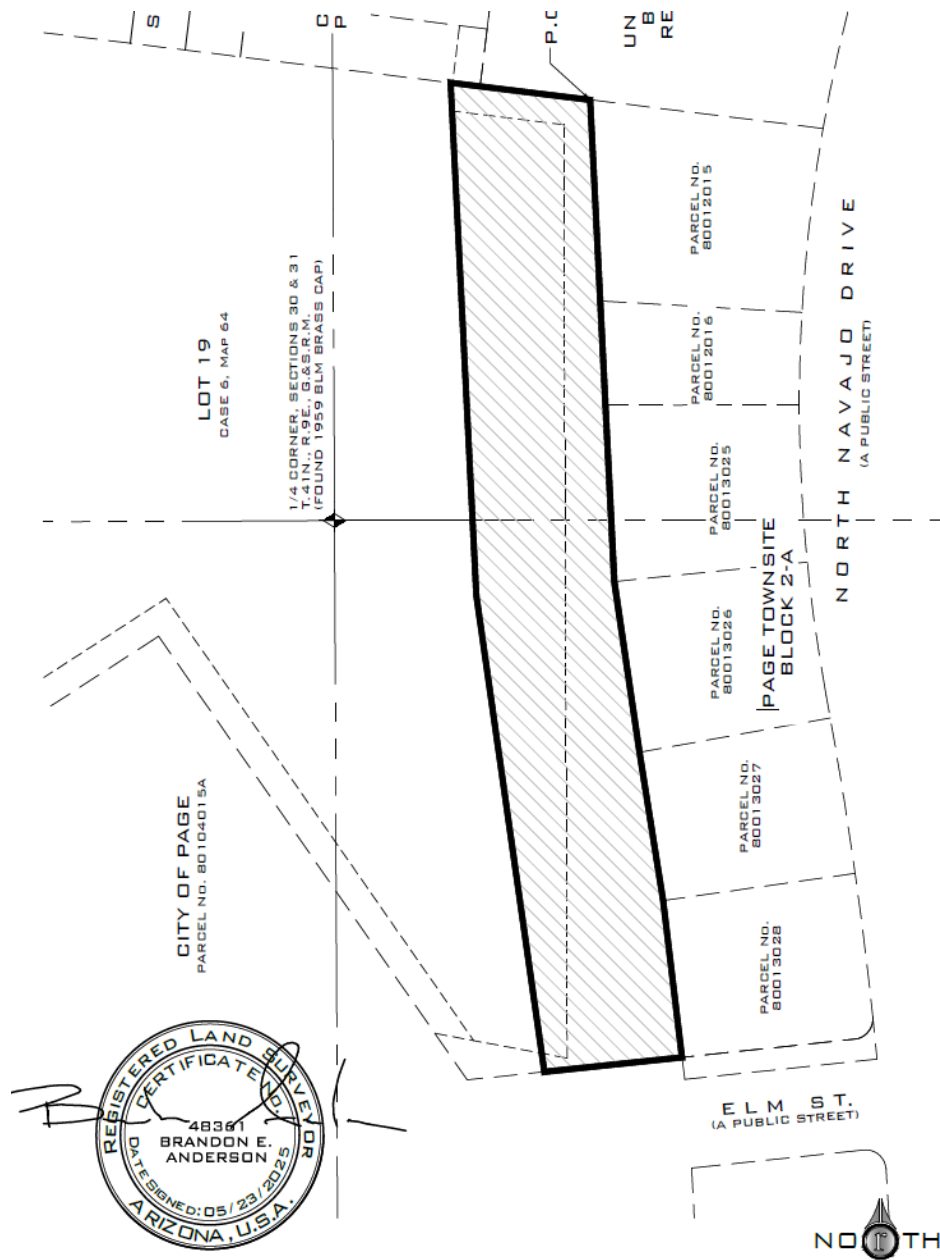 S
P.
UN
B
RE
LOT 19
CASE 6, MAP 64
1/4 CORNER, SECTIONS 30 & 31
T.41N., R.9E., G.&S.R.M.
(FOUND 1959 BLM BRASS CAP)
PARCEL No.
80012015
PARCEL No.
80012016
PARCEL No.
80013025
PARCEL No.
80013026
PARCEL No.
80013027
PARCEL No.
80013028
PAGE TOWNSITE
BLOCK 2-A
NORTH NAVAJO DRIVE
(A PUBLIC STREET)
CITY OF PAGE
PARCEL No. 80104015A
ELM ST.
(A PUBLIC STREET)
REGISTERED LAND SURVEYOR
CERTIFICATE No.
48361
BRANDON E.
ANDERSON
DATE SIGNED: 05/23/2025
ARIZONA, U.S.A.
NORTH